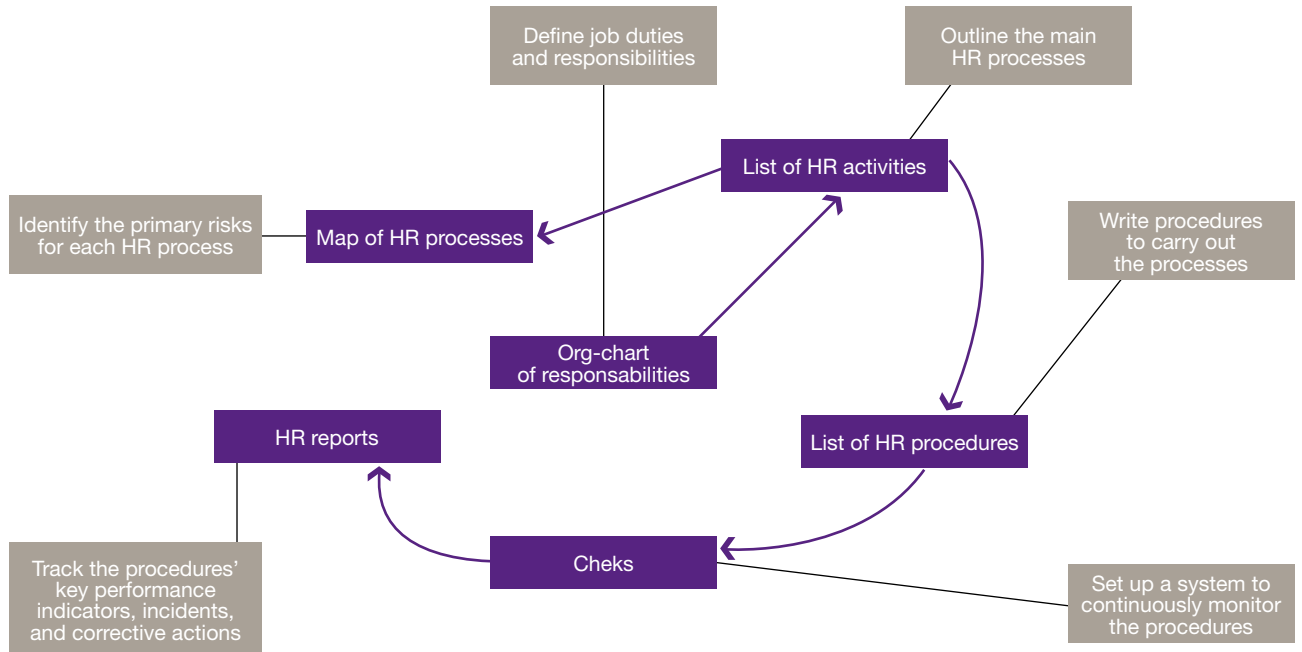 Define job duties
and responsibilities
Outline the main
HR processes
List of HR activities
Identify the primary risks
for each HR process
Map of HR processes
Write procedures
to carry out
the processes
Org-chart
of responsabilities
HR reports
List of HR procedures
Cheks
Track the procedures’
key performance
indicators, incidents,
and corrective actions
Set up a system to
continuously monitor
the procedures